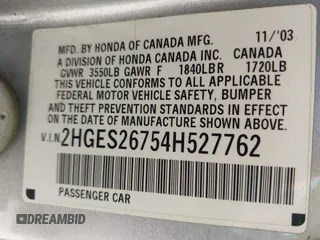 MFD. BY HONDA OF CANADA MFG. 11/'03
A DIVISION OF HONDA CANADA INC. CANADA
GVWR 3550LB GAWR F 1840LBR 1720LB
THIS VEHICLE CONFORMS TO ALL APPLICABLE
FEDERAL MOTOR VEHICLE SAFETY, BUMPER
AND THEFT PREVENTION STANDARDS IN EFFECT
ON THE DATE OF MANUFACTURE SHOWN ABOVE.
V.I.N. 2HGES26754H527762
PASSENGER CAR
DREAMBID